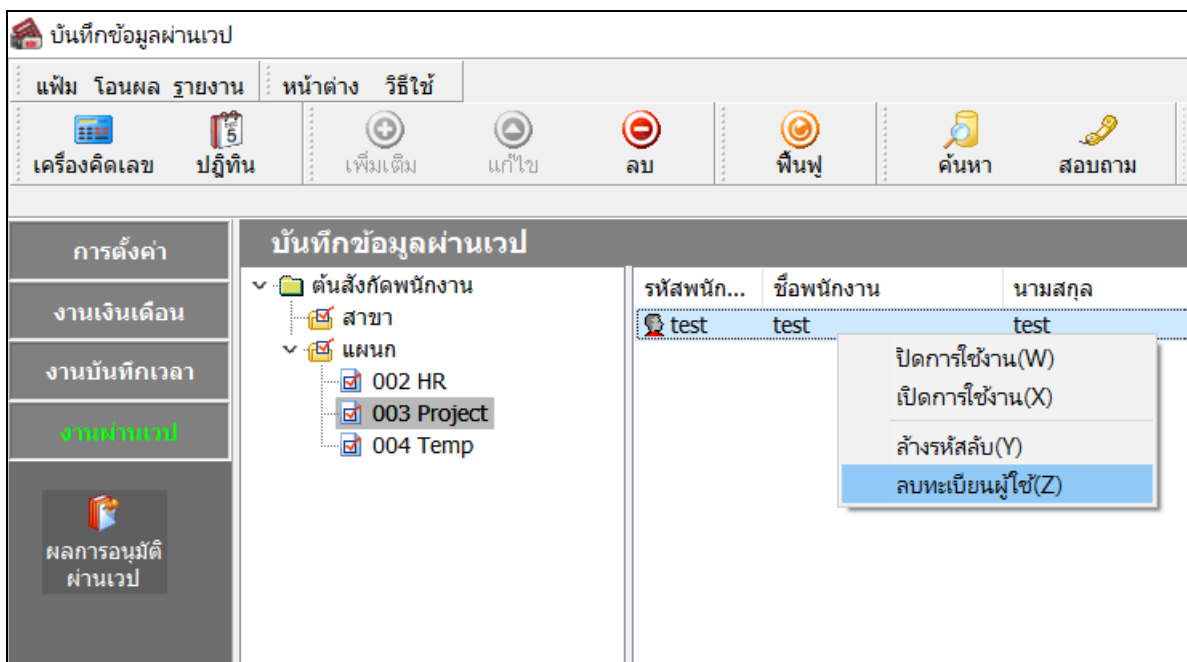 บันทึกข้อมูลผ่านเวป
แฟ้ม โอนผล รายงาน หน้าต่าง วิธีใช้
เครื่องคิดเลข ปฏิทิน เพิ่มเติม แก้ไข ลบ ฟื้นฟู ค้นหา สอบถาม
การตั้งค่า
งานเงินเดือน
งานบันทึกเวลา
งานผ่านเวป
ผลการอนุมัติ
ผ่านเวป
บันทึกข้อมูลผ่านเวป
ต้นสังกัดพนักงาน
สาขา
แผนก
002 HR
003 Project
004 Temp
รหัสพนัก... ชื่อพนักงาน นามสกุล
test test test
ปิดการใช้งาน(W)
เปิดการใช้งาน(X)
ล้างรหัสลับ(Y)
ลบทะเบียนผู้ใช้(Z)